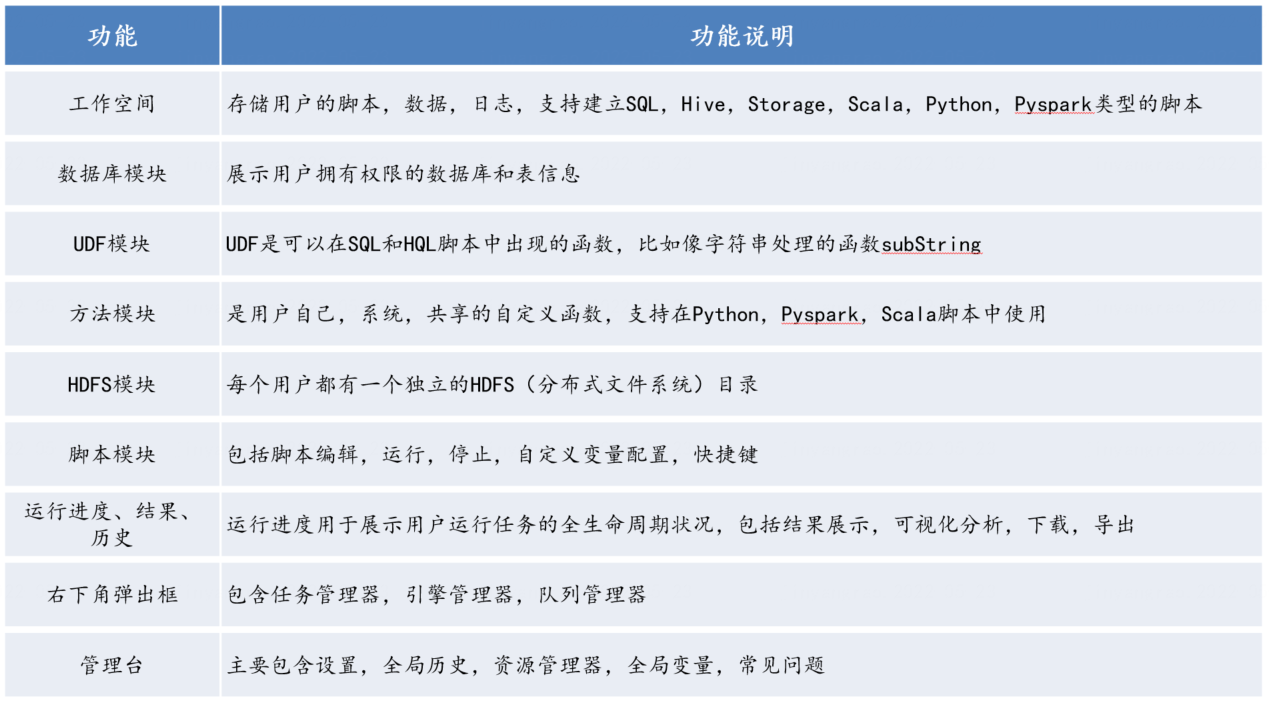 功能
功能说明
工作空间
存储用户的脚本，数据，日志，支持建立SQL，Hive，Storage，Scala，Python，Pyspark类型的脚本
数据库模块
展示用户拥有权限的数据库和表信息
UDF模块
UDF是可以在SQL和HQL脚本中出现的函数，比如像字符串处理的函数subString
方法模块
是用户自己，系统，共享的自定义函数，支持在Python，Pyspark，Scala脚本中使用
HDFS模块
每个用户都有一个独立的HDFS（分布式文件系统）目录
脚本模块
包括脚本编辑，运行，停止，自定义变量配置，快捷键
运行进度、结果、
历史
运行进度用于展示用户运行任务的全生命周期状况，包括结果展示，可视化分析，下载，导出
右下角弹出框
包含任务管理器，引擎管理器，队列管理器
管理台
主要包含设置，全局历史，资源管理器，全局变量，常见问题